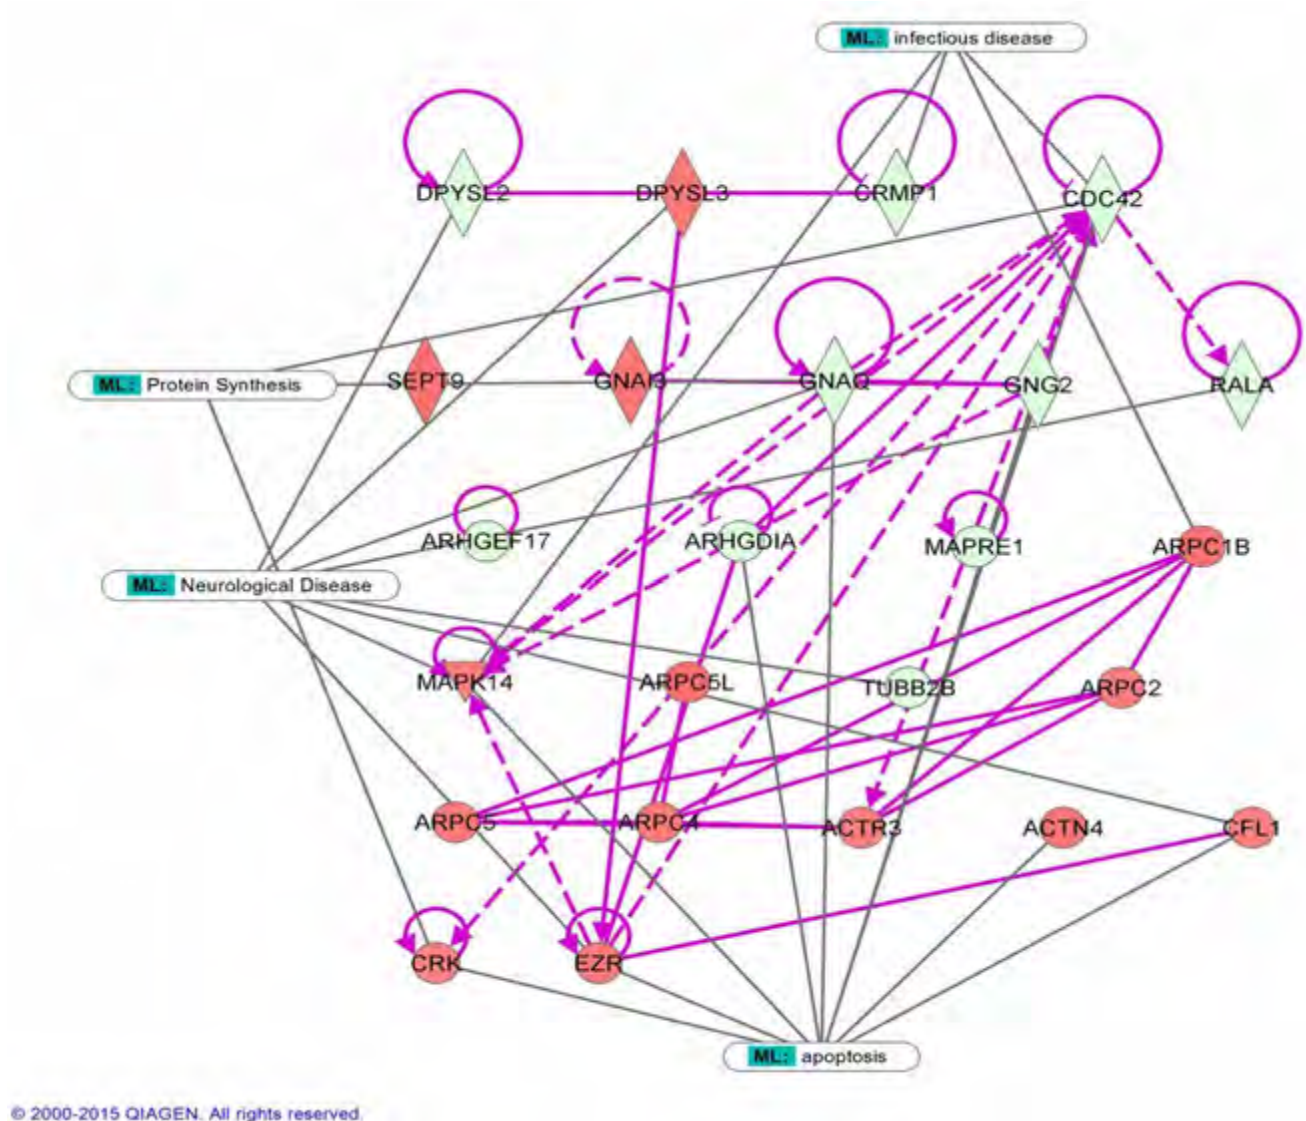 ML: infectious disease
DPYSL2 DPYSL3 CRMP1 CDC42
ML: Protein Synthesis SEPT9 GNAI3 GNAQ GNG2 RALA
ARHGEF17 ARHGDIA MAPRE1 ARPC1B
ML: Neurological Disease
MAPK14 ARPC5L TUBB2B ARPC2
ARPC5 ARPC4 ACTR3 ACTN4 CFL1
CRK EZR
ML: apoptosis
© 2000-2015 QIAGEN. All rights reserved.